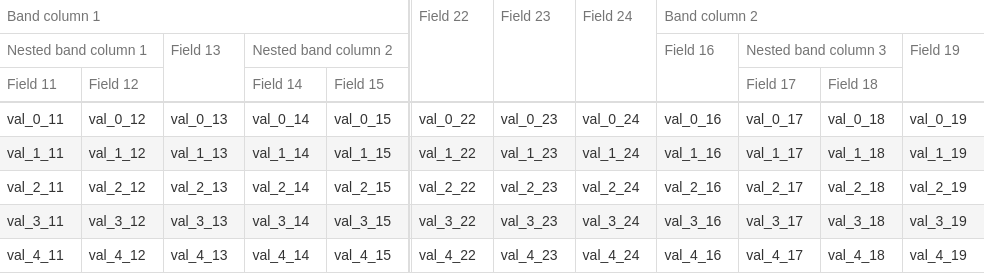 Band column 1 Field 22 Field 23 Field 24 Band column 2
Nested band column 1 Field 13 Nested band column 2 Field 16 Nested band column 3 Field 19
Field 11 Field 12 Field 14 Field 15 Field 17 Field 18
val_0_11 val_0_12 val_0_13 val_0_14 val_0_15 val_0_22 val_0_23 val_0_24 val_0_16 val_0_17 val_0_18 val_0_19
val_1_11 val_1_12 val_1_13 val_1_14 val_1_15 val_1_22 val_1_23 val_1_24 val_1_16 val_1_17 val_1_18 val_1_19
val_2_11 val_2_12 val_2_13 val_2_14 val_2_15 val_2_22 val_2_23 val_2_24 val_2_16 val_2_17 val_2_18 val_2_19
val_3_11 val_3_12 val_3_13 val_3_14 val_3_15 val_3_22 val_3_23 val_3_24 val_3_16 val_3_17 val_3_18 val_3_19
val_4_11 val_4_12 val_4_13 val_4_14 val_4_15 val_4_22 val_4_23 val_4_24 val_4_16 val_4_17 val_4_18 val_4_19